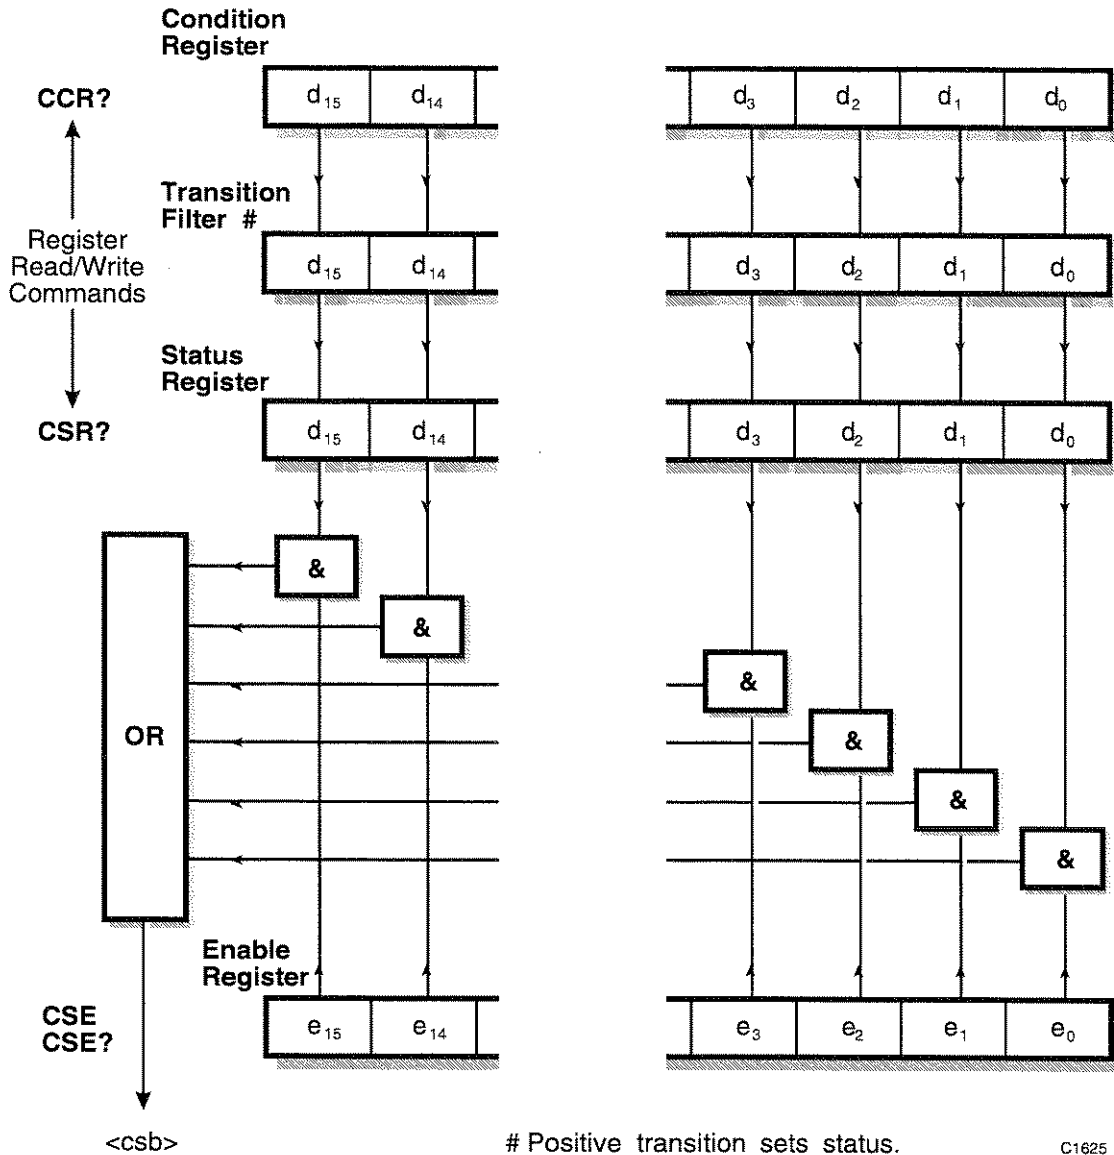 Condition
Register
CCR?
d15 d14 d3 d2 d1 d0
Transition
Filter #
Register
Read/Write
Commands
d15 d14 d3 d2 d1 d0
Status
Register
CSR?
d15 d14 d3 d2 d1 d0
&
&
&
OR
&
&
&
Enable
Register
CSE
CSE?
e15 e14 e3 e2 e1 e0
<csb>
# Positive transition sets status.
C1625